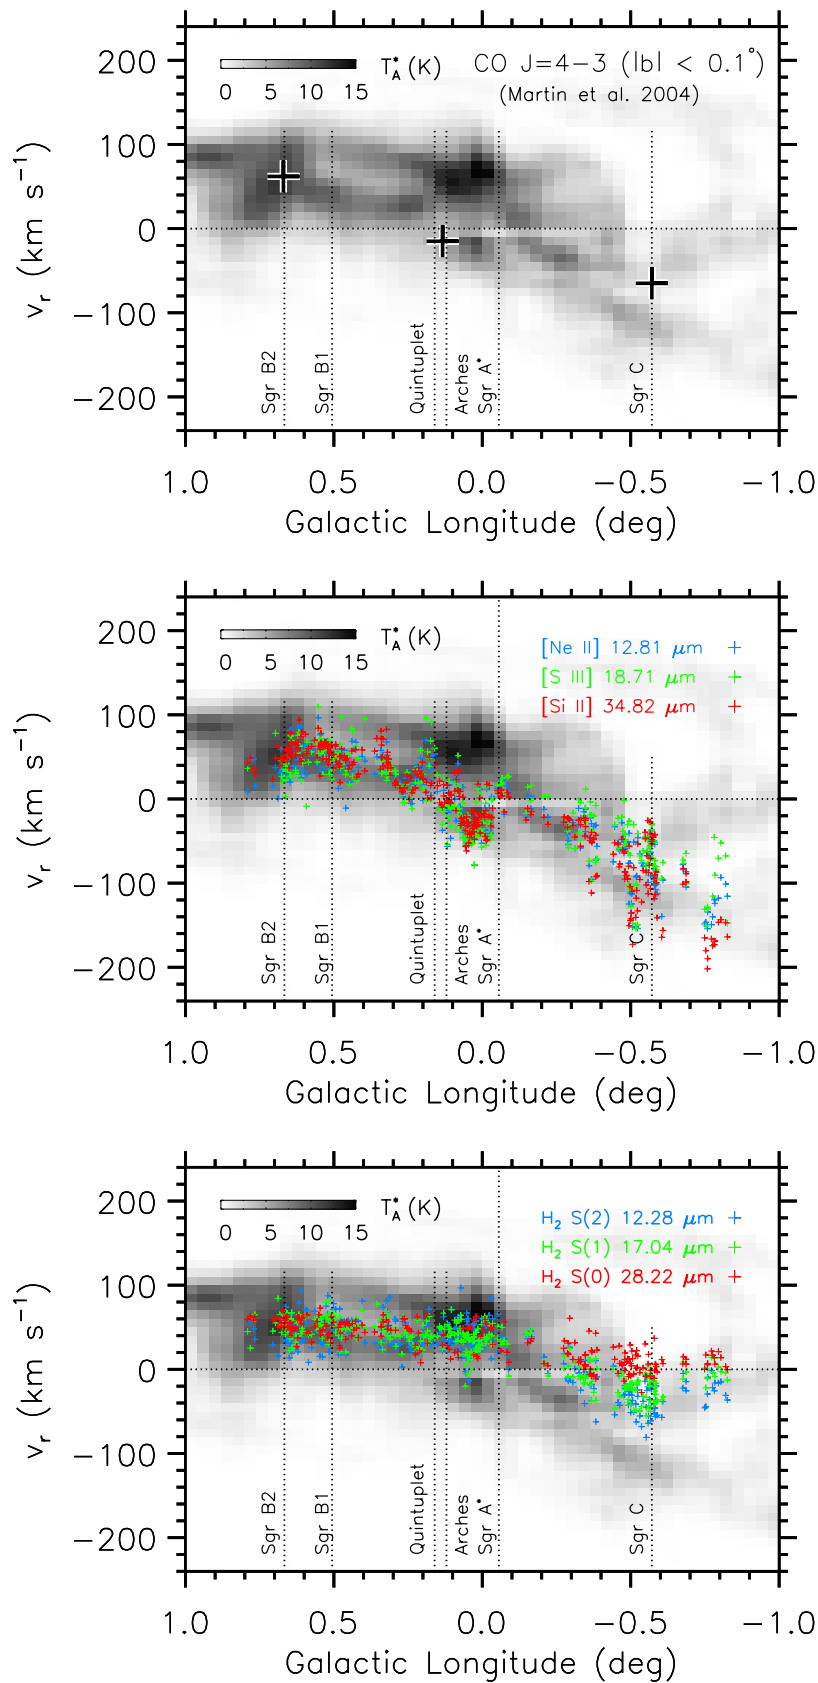 200
100
0
−100
−200
v_r (km s⁻¹)
0 5 10 15
T_A^* (K)
CO J=4−3 (|b| < 0.1°)
(Martin et al. 2004)
Sgr B2
Sgr B1
Quintuplet
Arches
Sgr A*
Sgr C
1.0 0.5 0.0 −0.5 −1.0
Galactic Longitude (deg)
200
100
0
−100
−200
v_r (km s⁻¹)
0 5 10 15
T_A^* (K)
[Ne II] 12.81 μm +
[S III] 18.71 μm +
[Si II] 34.82 μm +
Sgr B2
Sgr B1
Quintuplet
Arches
Sgr A*
Sgr C
1.0 0.5 0.0 −0.5 −1.0
Galactic Longitude (deg)
200
100
0
−100
−200
v_r (km s⁻¹)
0 5 10 15
T_A^* (K)
H₂ S(2) 12.28 μm +
H₂ S(1) 17.04 μm +
H₂ S(0) 28.22 μm +
Sgr B2
Sgr B1
Quintuplet
Arches
Sgr A*
Sgr C
1.0 0.5 0.0 −0.5 −1.0
Galactic Longitude (deg)